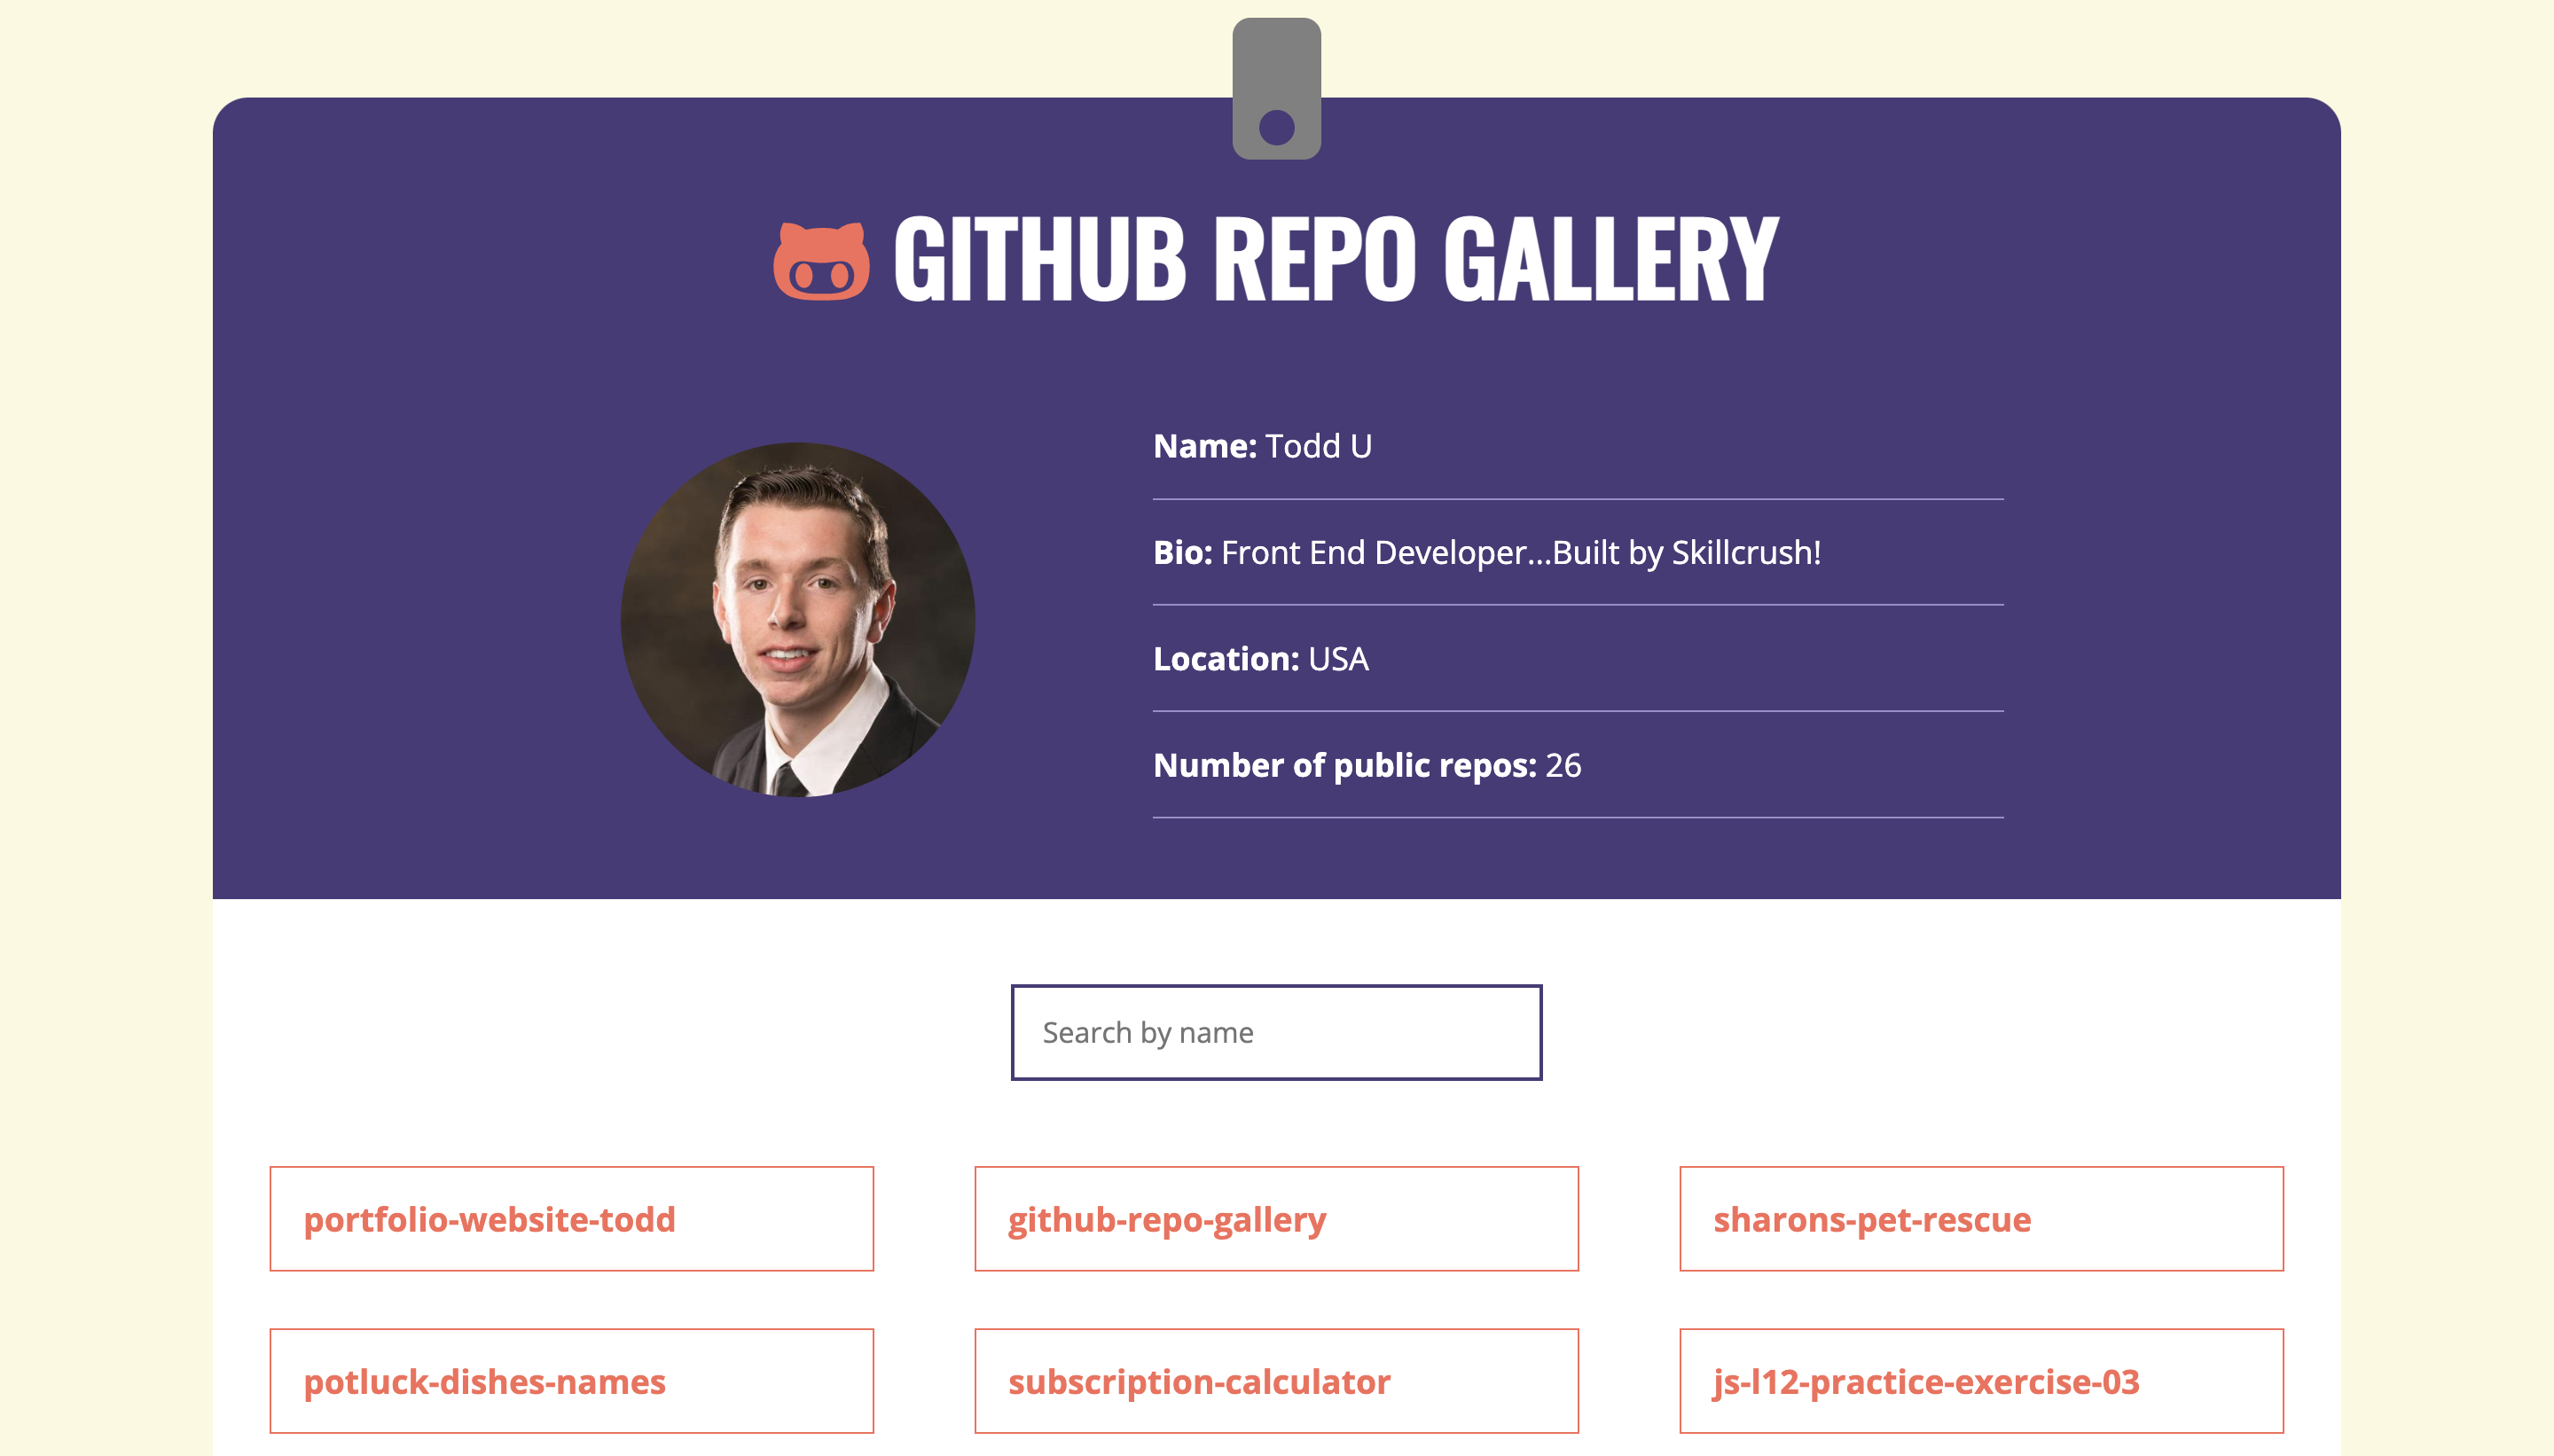 GITHUB REPO GALLERY
Name: Todd U
Bio: Front End Developer...Built by Skillcrush!
Location: USA
Number of public repos: 26
Search by name
portfolio-website-todd
github-repo-gallery
sharons-pet-rescue
potluck-dishes-names
subscription-calculator
js-l12-practice-exercise-03